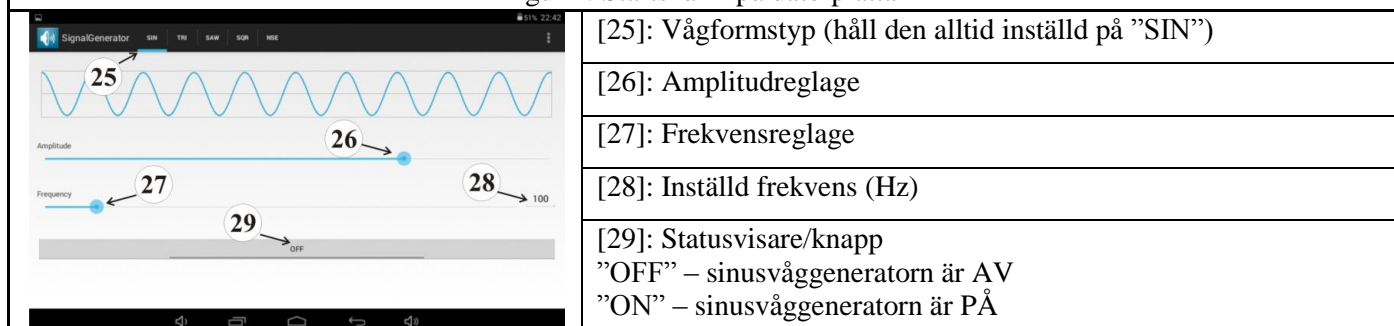 51% 22:42
SignalGenerator SIN TRI SAW SQR NSE
25
26
Amplitude
27
28
Frequency
100
29
OFF
[25]: Vågformstyp (håll den alltid inställd på ”SIN”)
[26]: Amplitudreglage
[27]: Frekvensreglage
[28]: Inställd frekvens (Hz)
[29]: Statusvisare/knapp
”OFF” – sinusvåggeneratorn är AV
”ON” – sinusvåggeneratorn är PÅ